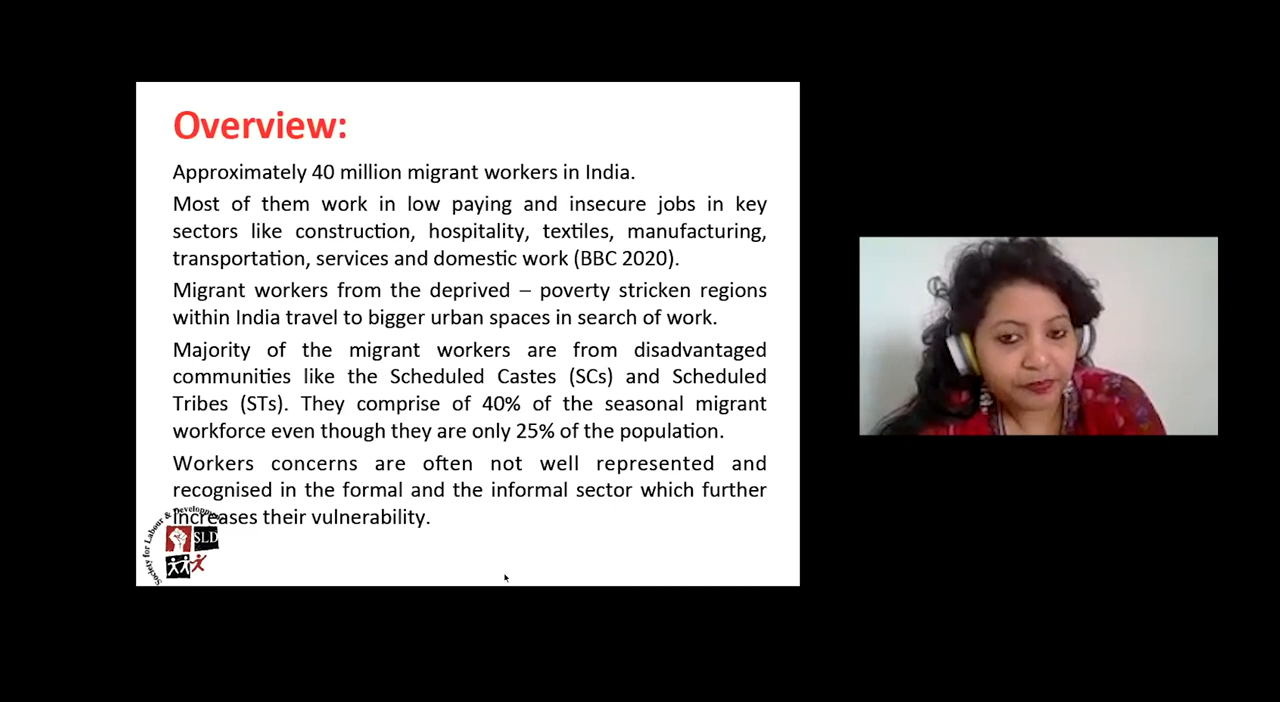 Overview:
Approximately 40 million migrant workers in India.
Most of them work in low paying and insecure jobs in key
sectors like construction, hospitality, textiles, manufacturing,
transportation, services and domestic work (BBC 2020).
Migrant workers from the deprived – poverty stricken regions
within India travel to bigger urban spaces in search of work.
Majority of the migrant workers are from disadvantaged
communities like the Scheduled Castes (SCs) and Scheduled
Tribes (STs). They comprise of 40% of the seasonal migrant
workforce even though they are only 25% of the population.
Workers concerns are often not well represented and
recognised in the formal and the informal sector which further
increases their vulnerability.
Society for Labour & Development
SLD